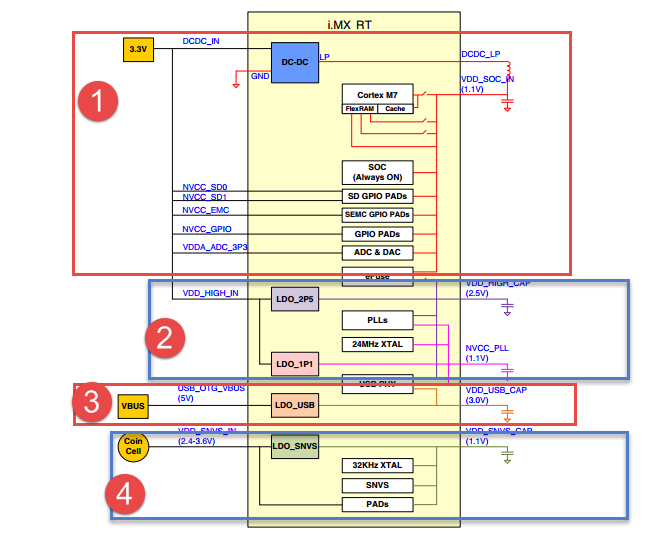 i.MX RT
3.3V
DCDC_IN
DC-DC
LP
DCDC_LP
GND
VDD_SOC_IN
(1.1V)
1
Cortex M7
FlexRAM
Cache
SOC
(Always ON)
NVCC_SD0
NVCC_SD1
SD GPIO PADs
NVCC_EMC
SEMC GPIO PADs
NVCC_GPIO
GPIO PADs
VDDA_ADC_3P3
ADC & DAC
eFuse
VDD_HIGH_IN
LDO_2P5
VDD_HIGH_CAP
(2.5V)
2
PLLs
24MHz XTAL
NVCC_PLL
(1.1V)
LDO_1P1
USB PHY
3
VBUS
USB_OTG_VBUS
(5V)
LDO_USB
VDD_USB_CAP
(3.0V)
Coin
Cell
VDD_SNVS_IN
(2.4-3.6V)
LDO_SNVS
VDD_SNVS_CAP
(1.1V)
4
32KHz XTAL
SNVS
PADs